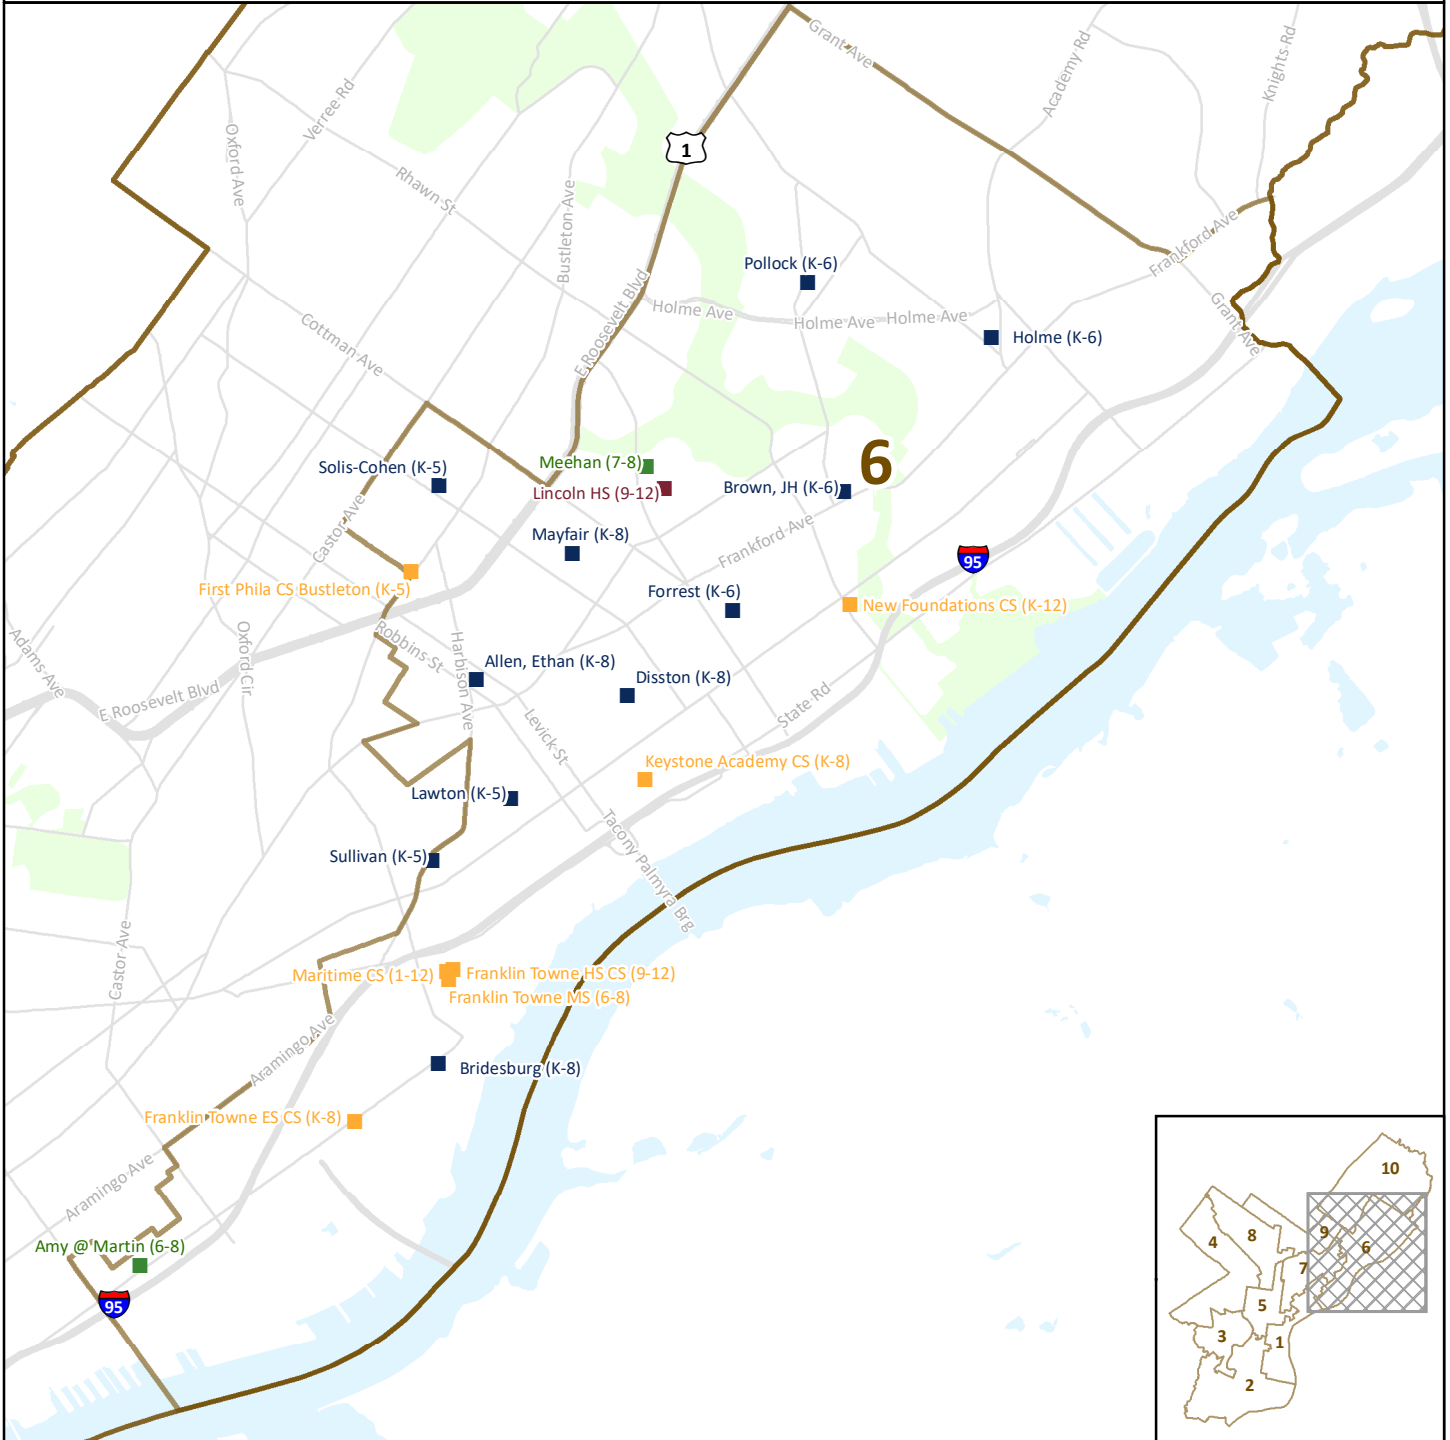 Grant Ave
Academy Rd
Knights Rd
Verree Rd
Oxford Ave
1
Rhawn St
Bustleton Ave
Frankford Ave
Pollock (K-6)
E Roosevelt Blvd
Holme Ave
Holme Ave
Holme Ave
Grant Ave
Holme (K-6)
Cottman Ave
6
Solis-Cohen (K-5)
Meehan (7-8)
Lincoln HS (9-12)
Brown, JH (K-6)
Castor Ave
Mayfair (K-8)
Frankford Ave
95
First Phila CS Bustleton (K-5)
Forrest (K-6)
New Foundations CS (K-12)
Adams Ave
Oxford Cir
Robbins St
Harbison Ave
Allen, Ethan (K-8)
Disston (K-8)
E Roosevelt Blvd
State Rd
Levick St
Keystone Academy CS (K-8)
Lawton (K-5)
Tacony Palmyra Brg
Sullivan (K-5)
Castor Ave
Maritime CS (1-12)
Franklin Towne HS CS (9-12)
Franklin Towne MS (6-8)
Aramingo Ave
Bridesburg (K-8)
Franklin Towne ES CS (K-8)
Aramingo Ave
Amy @ Martin (6-8)
95
10
9
8
4
6
7
5
3
1
2